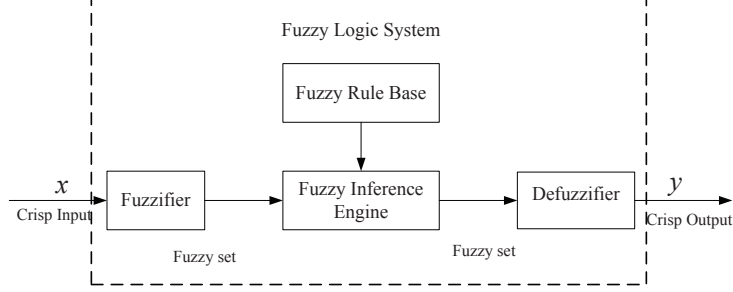 Fuzzy Logic System
Fuzzy Rule Base
x
Crisp Input
Fuzzifier
Fuzzy set
Fuzzy Inference
Engine
Fuzzy set
Defuzzifier
y
Crisp Output